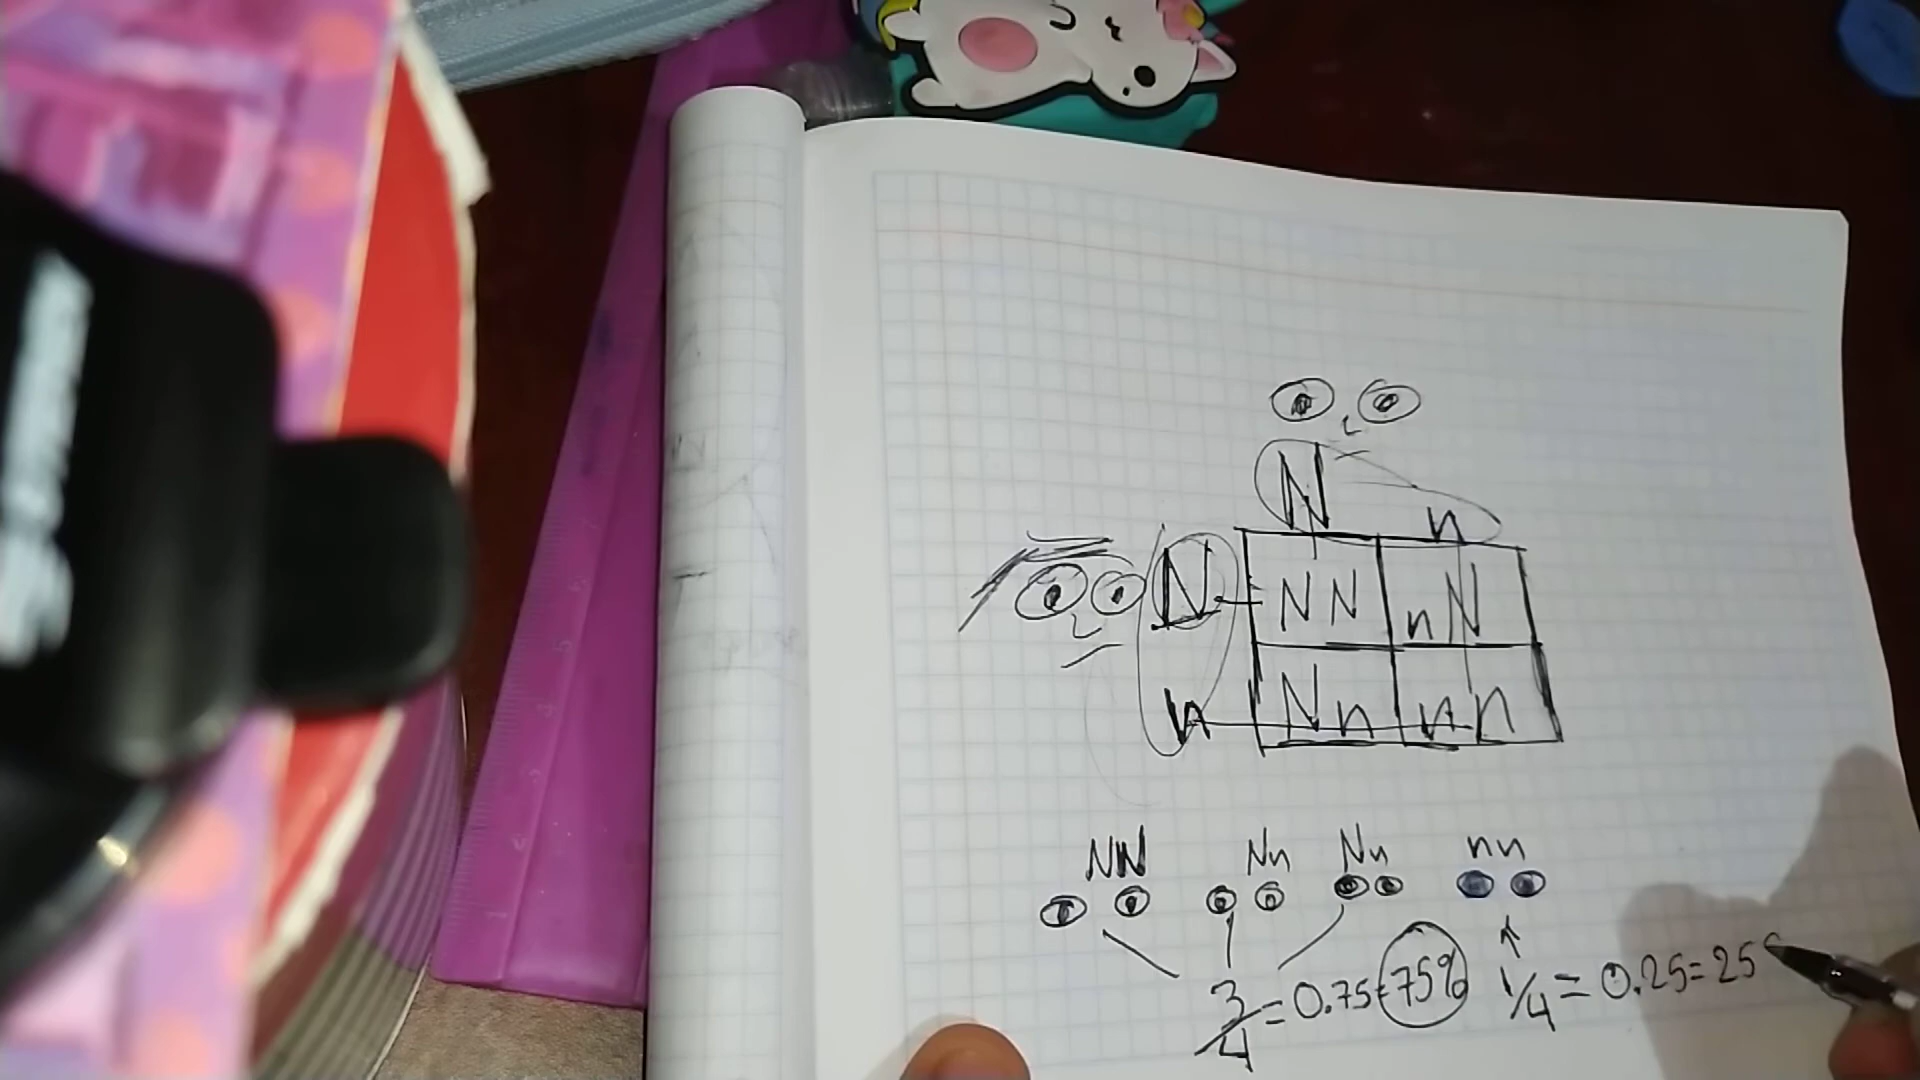 N n
N NN nN
n Nn nn
NN Nn Nn nn
3/4 = 0.75 = 75% 1/4 = 0.25 = 25